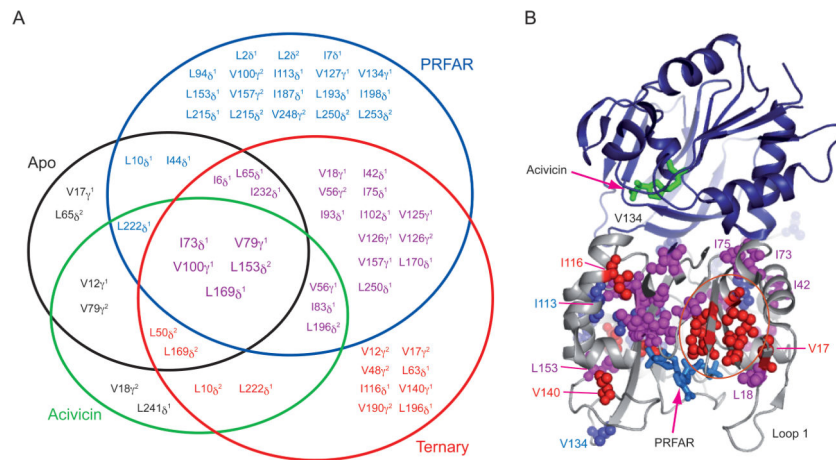 A
B
L2δ¹ L2δ² I7δ¹
PRFAR
L94δ¹ V100γ² I113δ¹ V127γ¹ V134γ¹
L153δ¹ V157γ² I187δ¹ L193δ¹ I198δ¹
L215δ¹ L215δ² V248γ² L250δ² L253δ²
Apo
L10δ¹ I44δ¹
I6δ¹ L65δ¹
I232δ¹
V17γ¹
L65δ²
L222δ¹
V18γ¹ I42δ¹
V56γ² I75δ¹
I93δ¹ I102δ¹ V125γ¹
V126γ¹ V126γ²
V157γ¹ L170δ¹
I73δ¹ V79γ¹
V100γ¹ L153δ²
L169δ¹
V12γ¹
V79γ²
V56γ¹ L250δ¹
I83δ¹
L196δ²
L50δ²
L169δ²
V12γ² V17γ²
V48γ² L63δ¹
I116δ¹ V140γ¹
V190γ² L196δ¹
V18γ²
L241δ¹
L10δ² L222δ¹
Acivicin
Ternary
Acivicin
V134
I116
I75
I73
I42
I113
V17
L153
L18
V140
V134
PRFAR
Loop 1